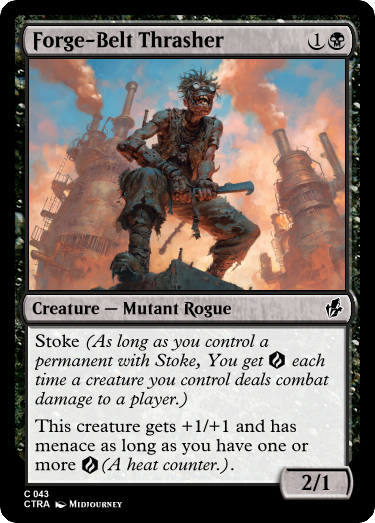 Forge-Belt Thrasher 1
Creature — Mutant Rogue
Stoke (As long as you control a
permanent with Stoke, You get each
time a creature you control deals combat
damage to a player.)
This creature gets +1/+1 and has
menace as long as you have one or
more (A heat counter.).
2/1
C 043
CTRA Midjourney